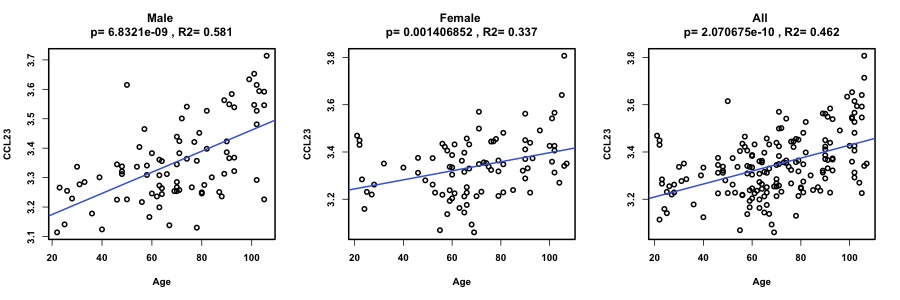 Male
p= 6.8321e-09 , R2= 0.581
CCL23
3.7
3.6
3.5
3.4
3.3
3.2
3.1
20 40 60 80 100
Age
Female
p= 0.001406852 , R2= 0.337
CCL23
3.8
3.6
3.4
3.2
20 40 60 80 100
Age
All
p= 2.070675e-10 , R2= 0.462
CCL23
3.8
3.6
3.4
3.2
20 40 60 80 100
Age